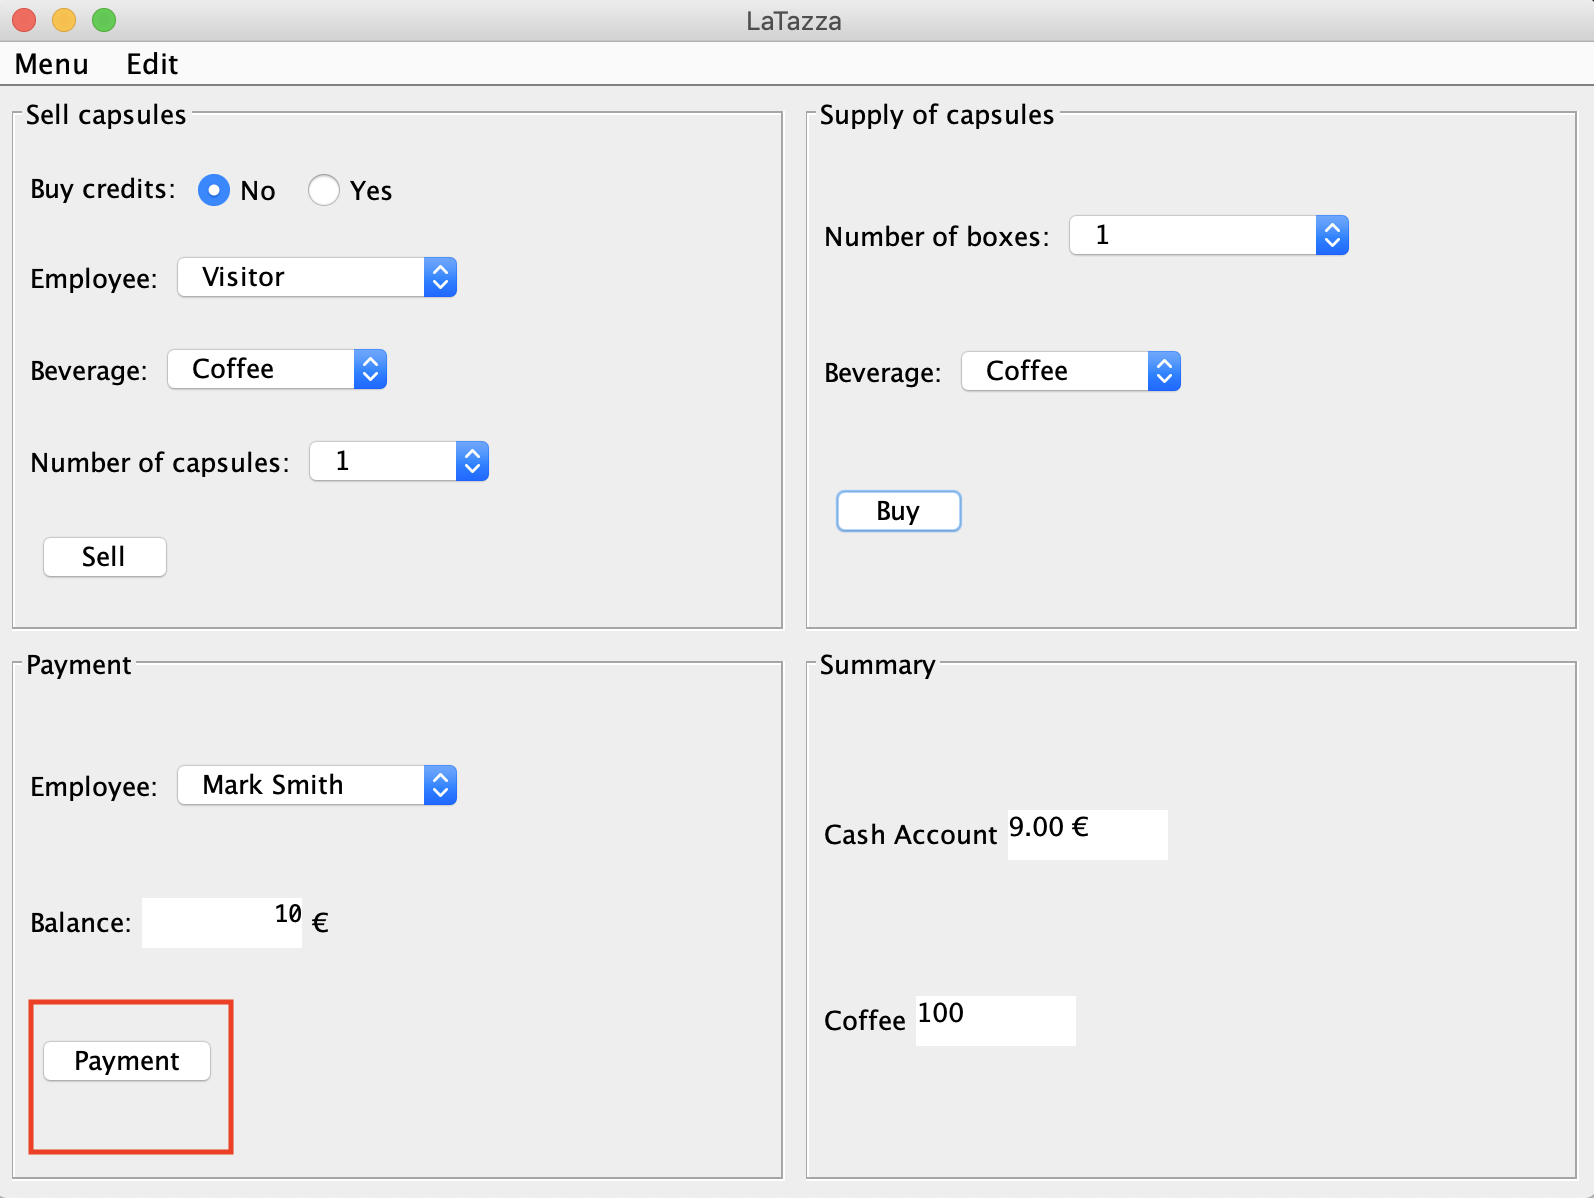 LaTazza
Menu Edit
Sell capsules
Buy credits: No Yes
Employee: Visitor
Beverage: Coffee
Number of capsules: 1
Sell
Supply of capsules
Number of boxes: 1
Beverage: Coffee
Buy
Payment
Employee: Mark Smith
Balance: 10 €
Payment
Summary
Cash Account 9.00 €
Coffee 100